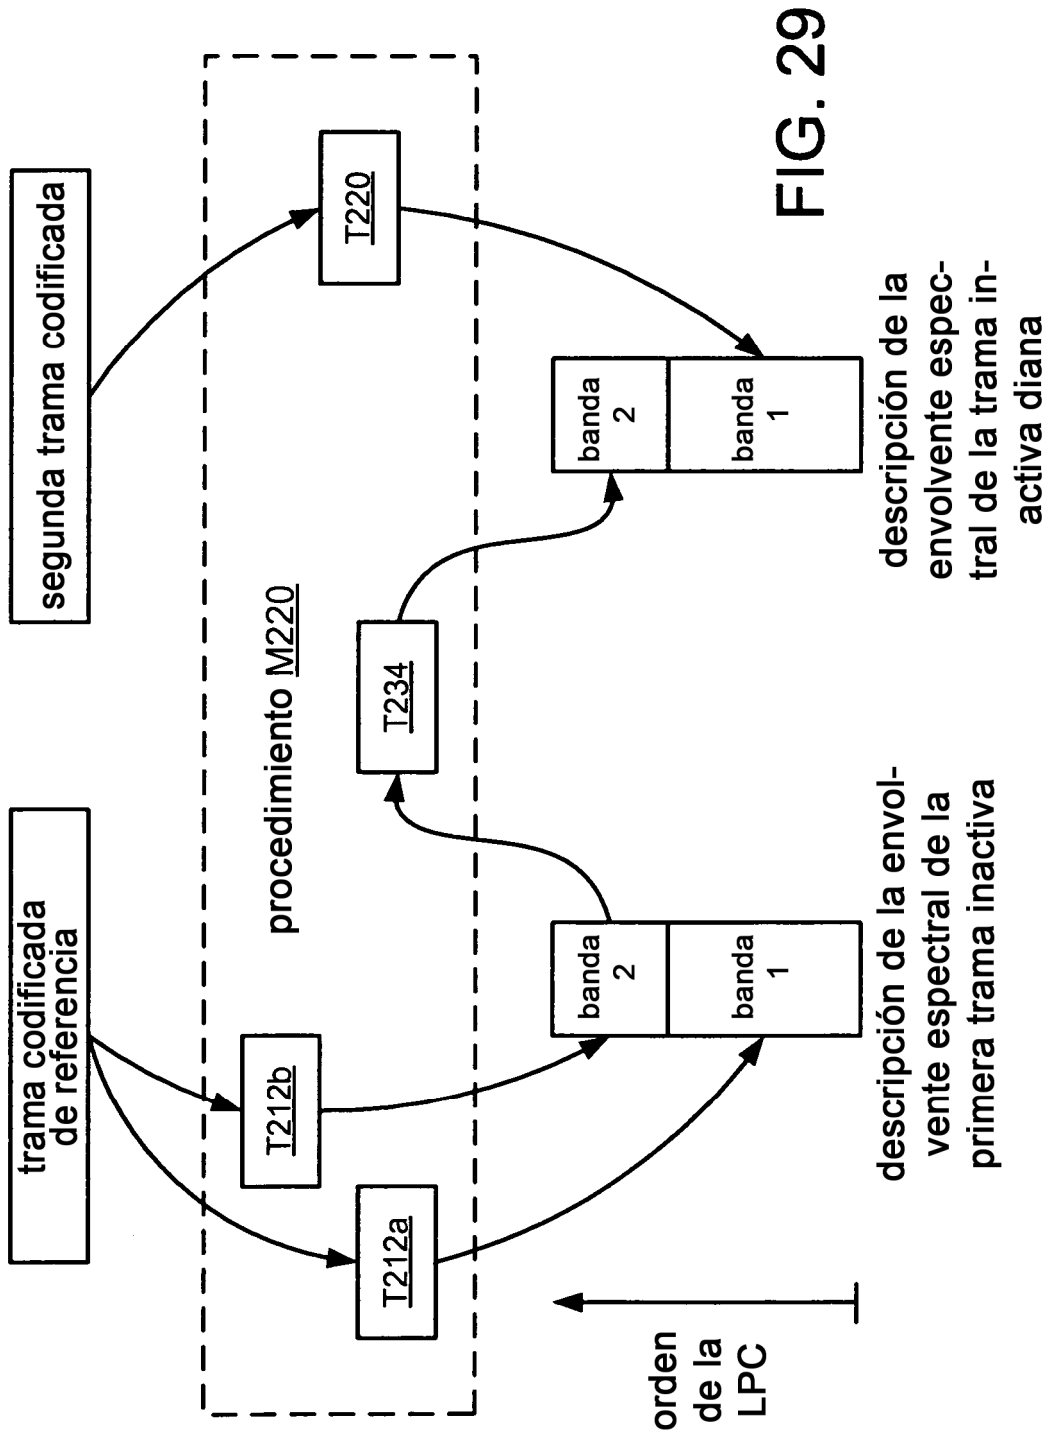 trama codificada
de referencia
segunda trama codificada
T212b
T212a
procedimiento M220
T234
T220
orden
de la
LPC
banda
2
banda
1
banda
2
banda
1
descripción de la envol-
vente espectral de la
primera trama inactiva
descripción de la
envolvente espec-
tral de la trama in-
activa diana
FIG. 29